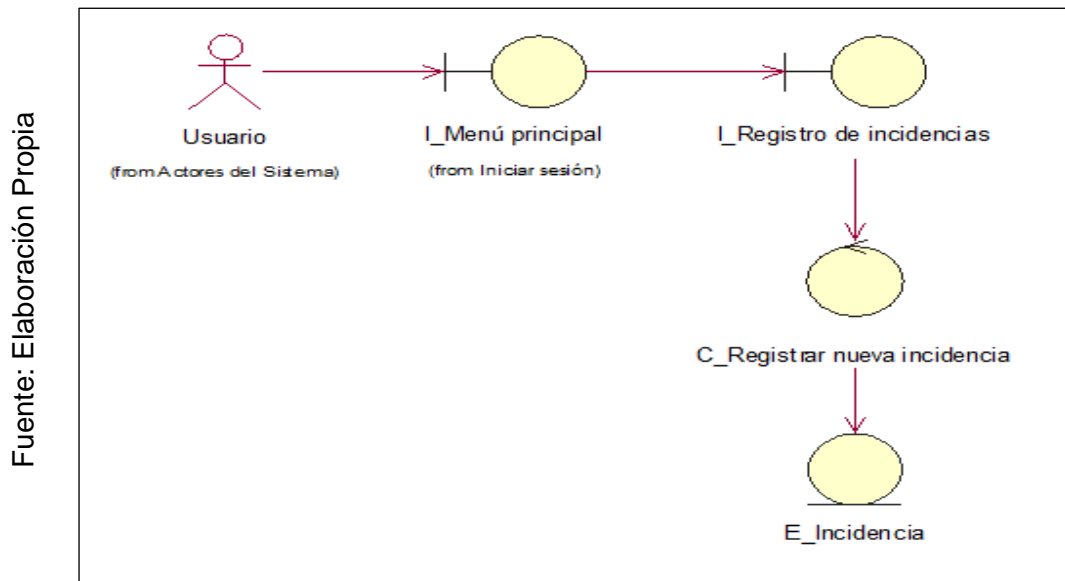 Fuente: Elaboración Propia
Usuario
(from Actores del Sistema)
I_Menú principal
(from Iniciar sesión)
I_Registro de incidencias
C_Registrar nueva incidencia
E_Incidencia